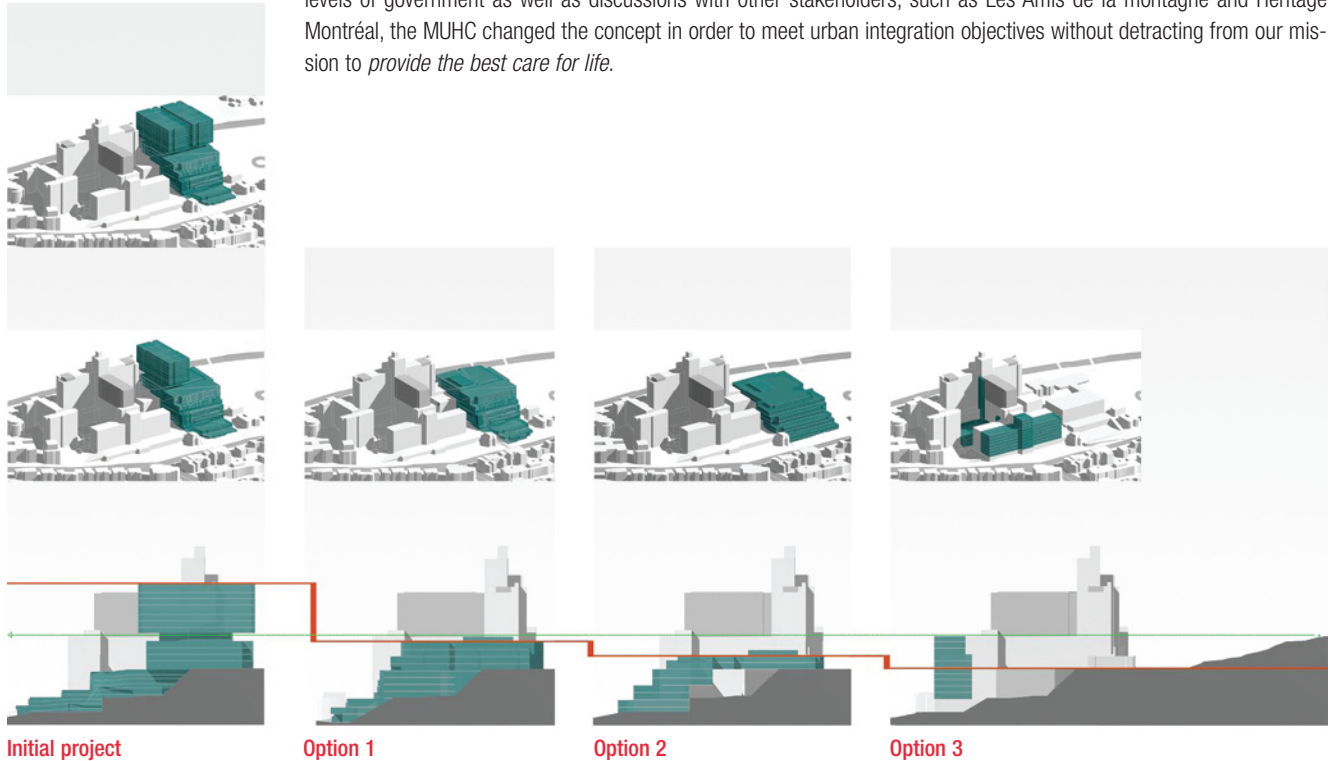 levels of government as well as discussions with other stakeholders, such as Les Amis de la montagne and Heritage
Montréal, the MUHC changed the concept in order to meet urban integration objectives without detracting from our mis-
sion to provide the best care for life.
Initial project
Option 1
Option 2
Option 3